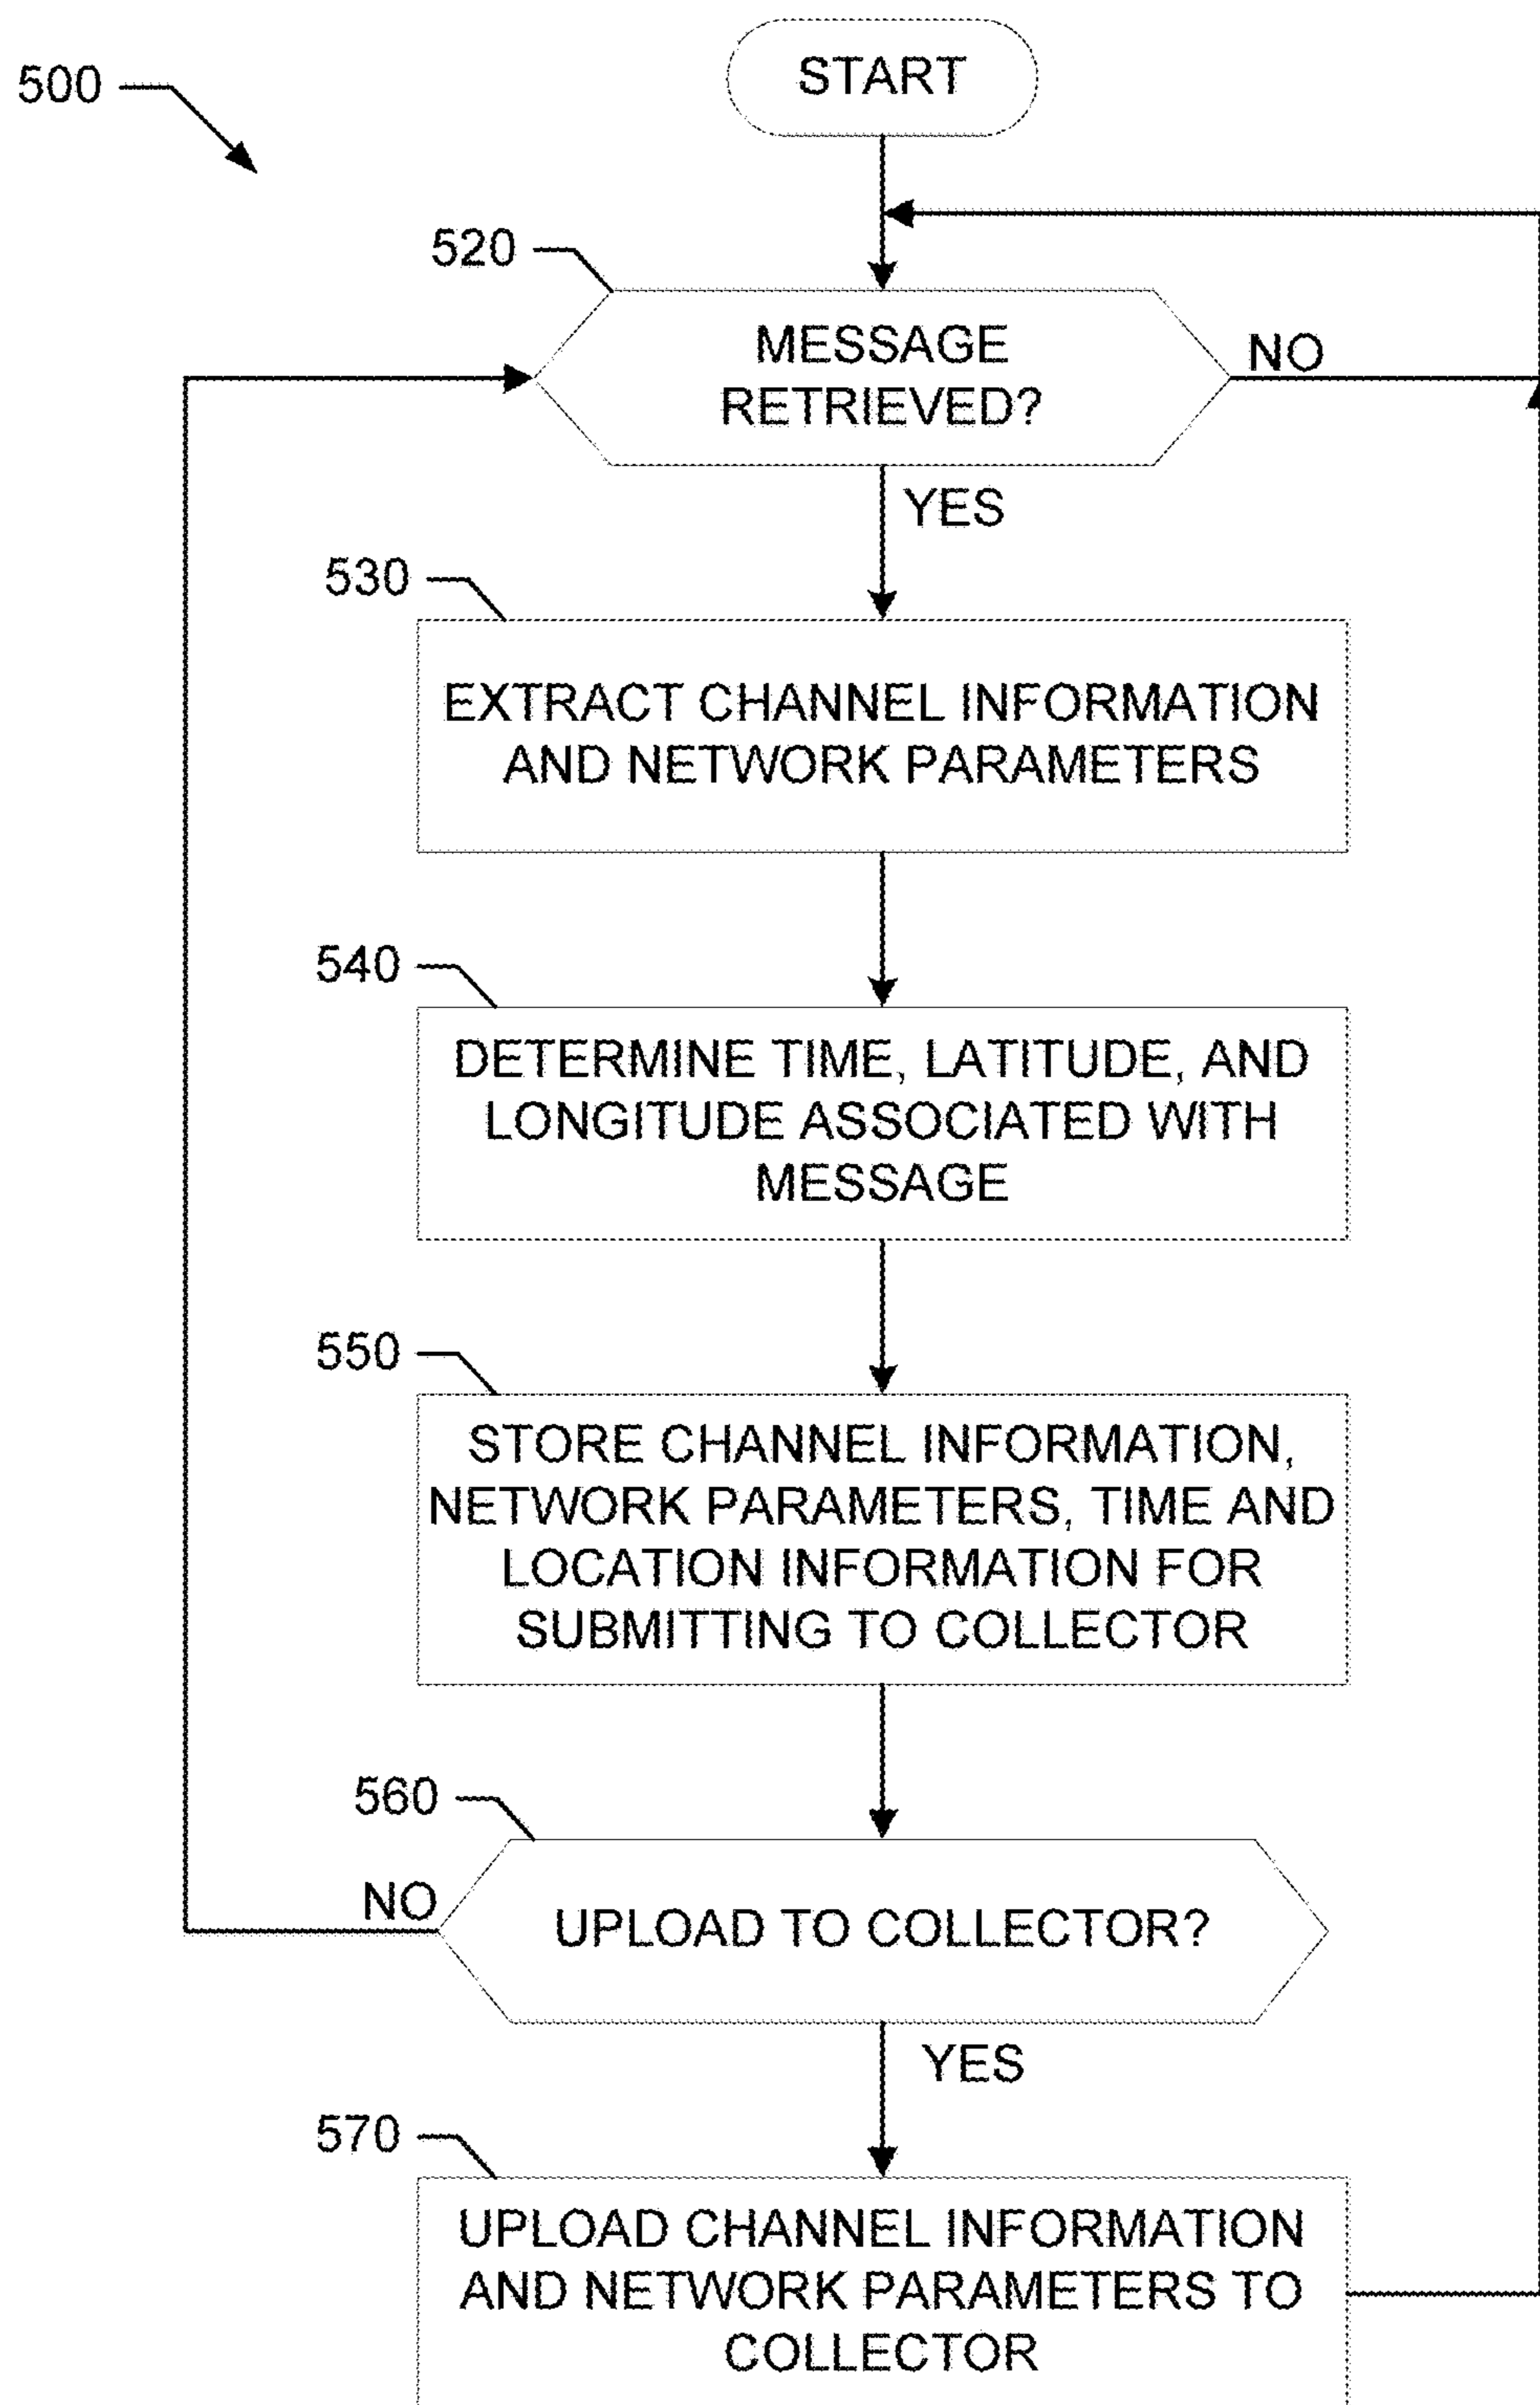 500
START
520
MESSAGE
RETRIEVED?
NO
YES
530
EXTRACT CHANNEL INFORMATION
AND NETWORK PARAMETERS
540
DETERMINE TIME, LATITUDE, AND
LONGITUDE ASSOCIATED WITH
MESSAGE
550
STORE CHANNEL INFORMATION,
NETWORK PARAMETERS, TIME AND
LOCATION INFORMATION FOR
SUBMITTING TO COLLECTOR
560
NO
UPLOAD TO COLLECTOR?
YES
570
UPLOAD CHANNEL INFORMATION
AND NETWORK PARAMETERS TO
COLLECTOR